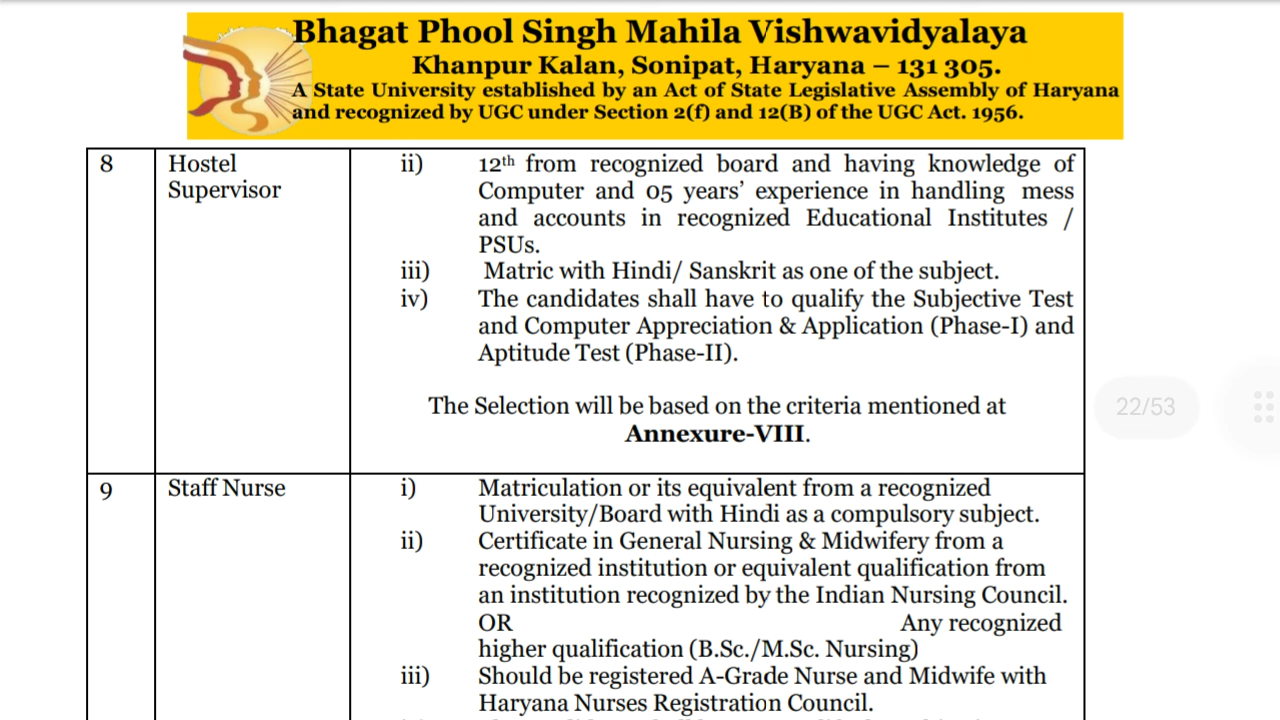 Bhagat Phool Singh Mahila Vishwavidyalaya
Khanpur Kalan, Sonipat, Haryana – 131 305.
A State University established by an Act of State Legislative Assembly of Haryana
and recognized by UGC under Section 2(f) and 12(B) of the UGC Act. 1956.
8 Hostel ii) 12th from recognized board and having knowledge of
Supervisor Computer and 05 years’ experience in handling mess
and accounts in recognized Educational Institutes /
PSUs.
iii) Matric with Hindi/ Sanskrit as one of the subject.
iv) The candidates shall have to qualify the Subjective Test
and Computer Appreciation & Application (Phase-I) and
Aptitude Test (Phase-II).
The Selection will be based on the criteria mentioned at
Annexure-VIII.
22/53
9 Staff Nurse i) Matriculation or its equivalent from a recognized
University/Board with Hindi as a compulsory subject.
ii) Certificate in General Nursing & Midwifery from a
recognized institution or equivalent qualification from
an institution recognized by the Indian Nursing Council.
OR Any recognized
higher qualification (B.Sc./M.Sc. Nursing)
iii) Should be registered A-Grade Nurse and Midwife with
Haryana Nurses Registration Council.